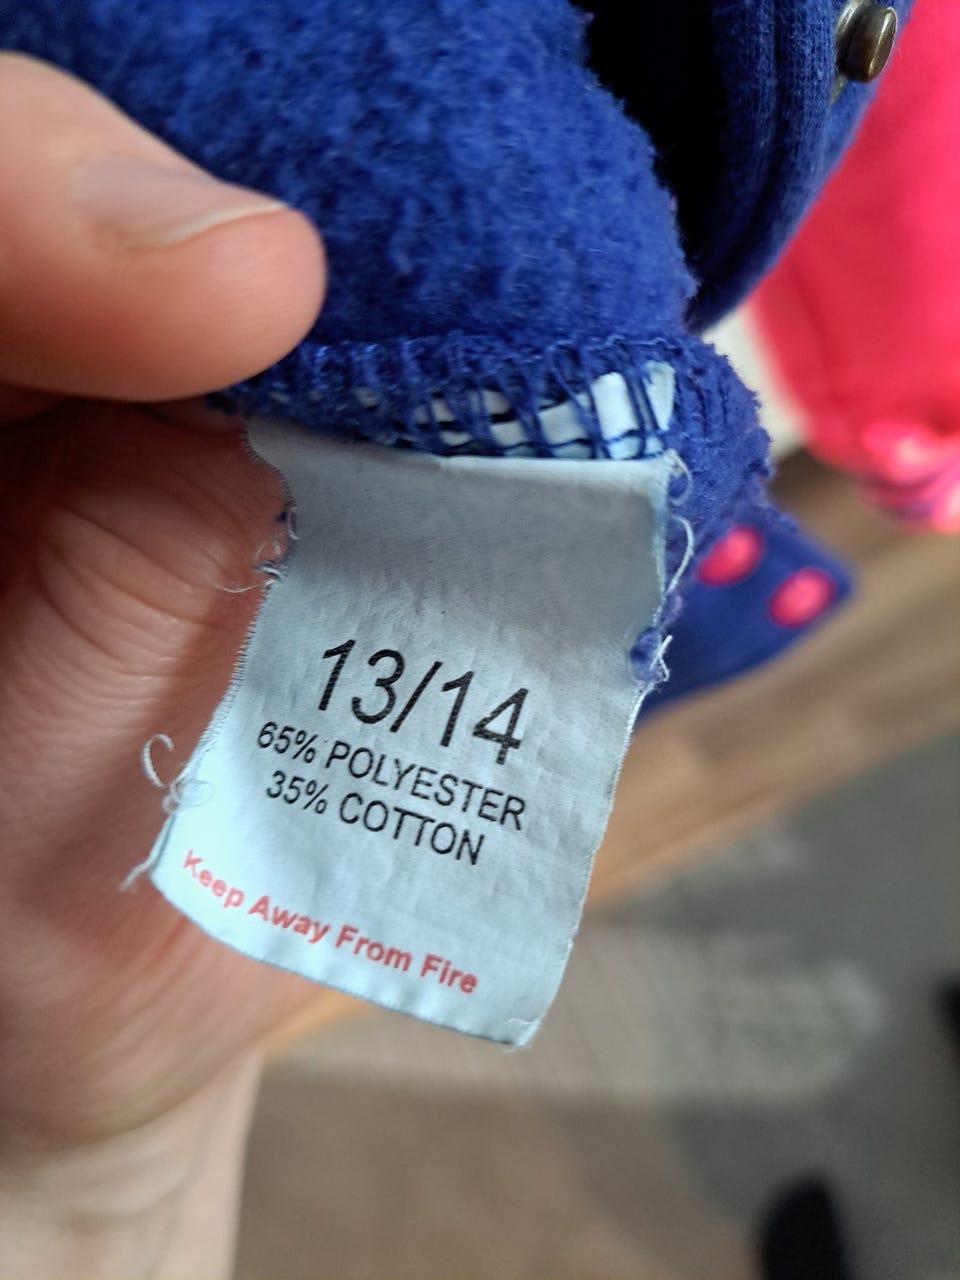 13/14
65% POLYESTER
35% COTTON
Keep Away From Fire